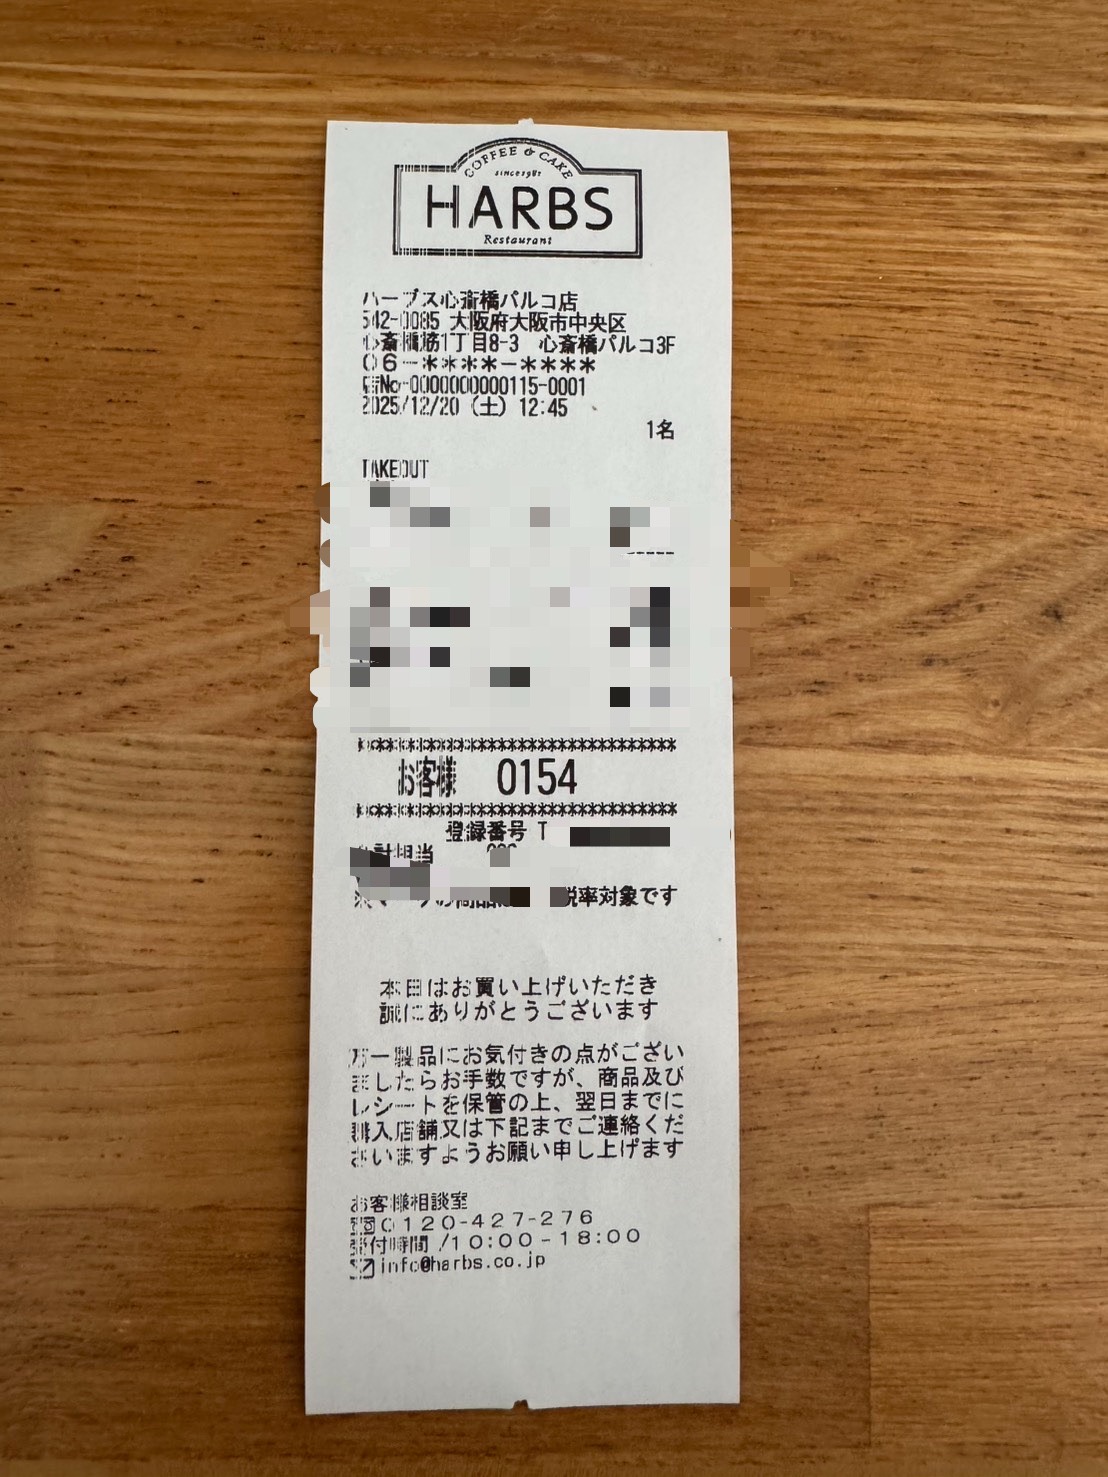 COFFEE & CAKE
since1981
HARBS
Restaurant
ハーブス心斎橋パルコ店
542-0085 大阪府大阪市中央区
心斎橋筋1丁目8-3 心斎橋パルコ3F
06-****-****
店No-0000000000115-0001
2025/12/20 (土) 12:45
1名
TAKEOUT
************************************
お客様 0154
************************************
登録番号 T
計担当
税率対象です
本日はお買い上げいただき
誠にありがとうございます
万一製品にお気付きの点がござい
ましたらお手数ですが、商品及び
レシートを保管の上、翌日までに
購入店舗又は下記までご連絡くだ
さいますようお願い申し上げます
お客様相談室
0120-427-276
受付時間/10:00-18:00
info@harbs.co.jp